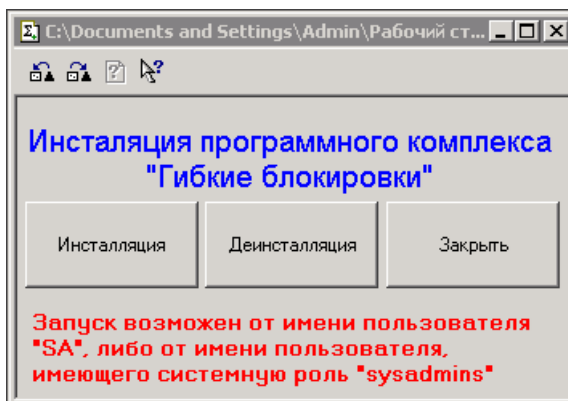 C:\Documents and Settings\Admin\Рабочий ст...
Инсталяция программного комплекса
"Гибкие блокировки"
Инсталляция Деинсталляция Закрыть
Запуск возможен от имени пользователя
"SA", либо от имени пользователя,
имеющего системную роль "sysadmins"